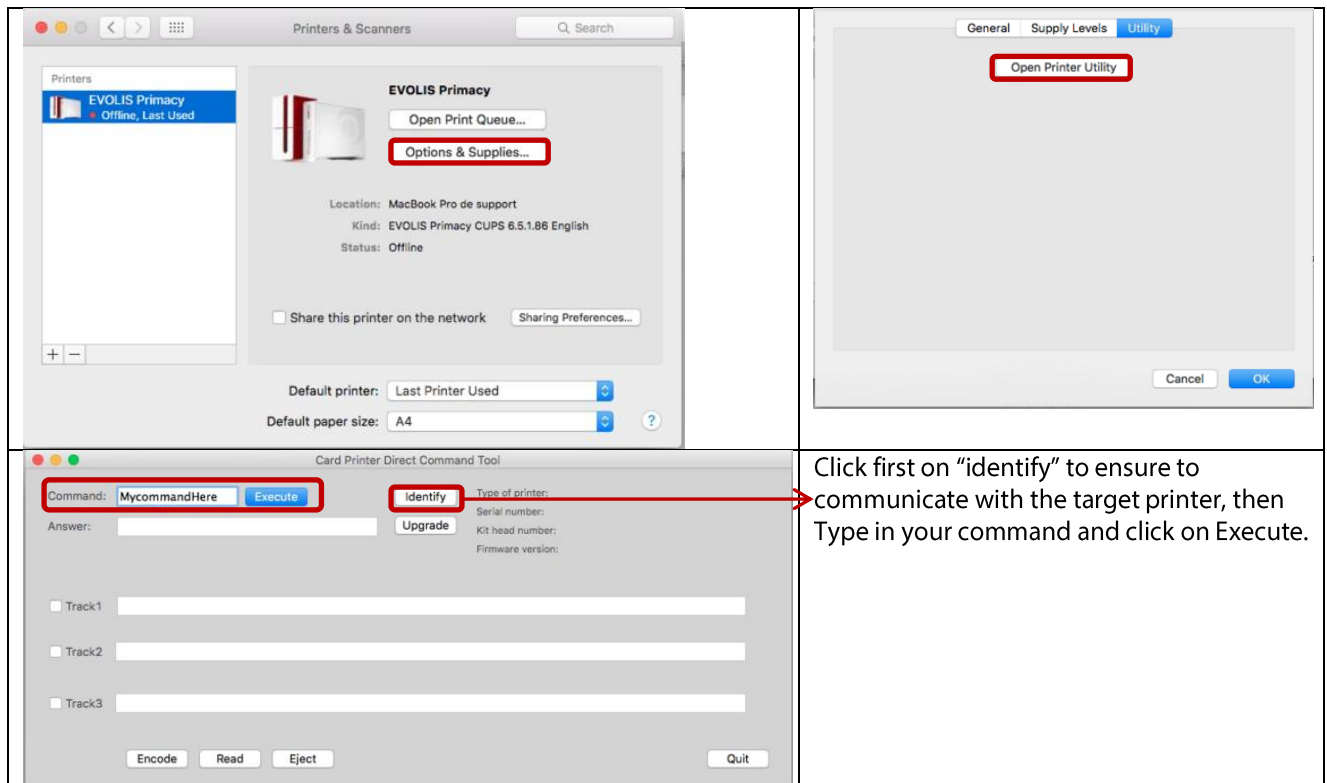 Printers & Scanners
Search
Printers
EVOLIS Primacy
Offline, Last Used
EVOLIS Primacy
Open Print Queue...
Options & Supplies...
Location: MacBook Pro de support
Kind: EVOLIS Primacy CUPS 6.5.1.86 English
Status: Offline
Share this printer on the network
Sharing Preferences...
+ −
Default printer: Last Printer Used
Default paper size: A4
?
General Supply Levels Utility
Open Printer Utility
Cancel OK
Card Printer Direct Command Tool
Command: MycommandHere Execute
Identify
Type of printer:
Serial number:
Answer:
Upgrade
Kit head number:
Firmware version:
Track1
Track2
Track3
Encode Read Eject Quit
Click first on “identify” to ensure to
communicate with the target printer, then
Type in your command and click on Execute.